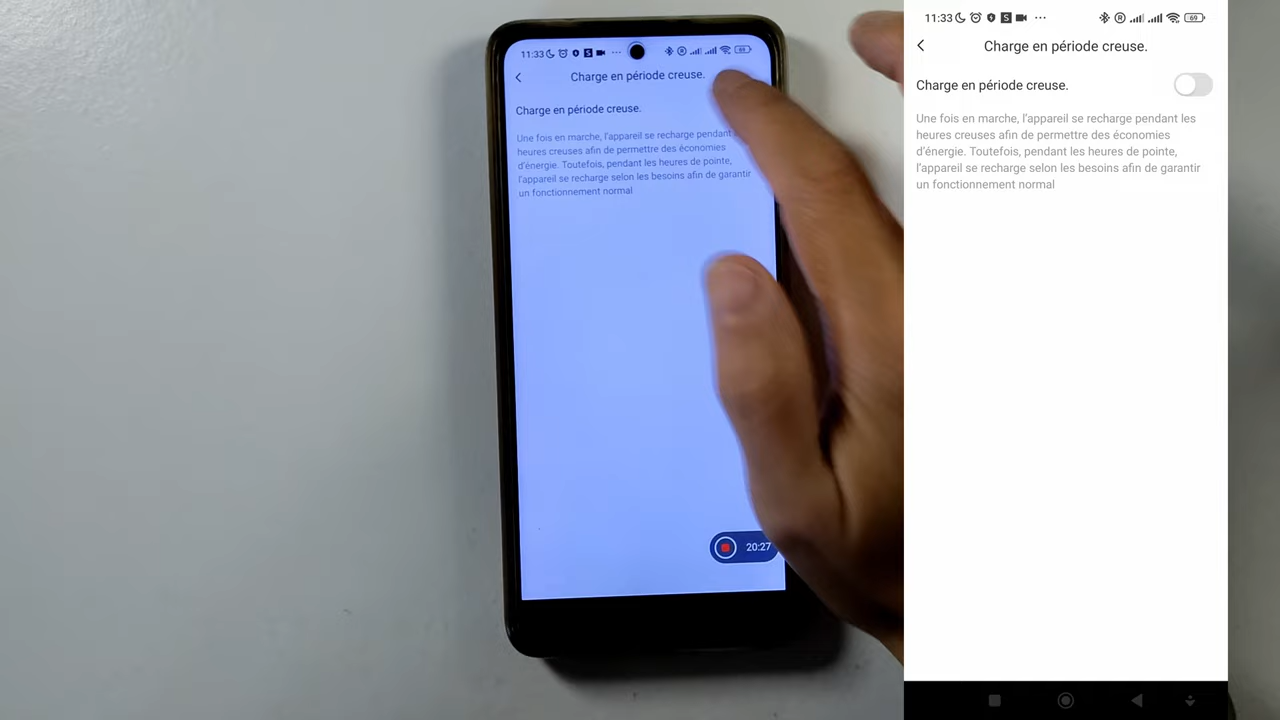 11:33
69
Charge en période creuse.
Charge en période creuse.
Une fois en marche, l'appareil se recharge pendant
heures creuses afin de permettre des économies
d'énergie. Toutefois, pendant les heures de pointe,
l'appareil se recharge selon les besoins afin de garantir
un fonctionnement normal
20:27
11:33
69
Charge en période creuse.
Charge en période creuse.
Une fois en marche, l'appareil se recharge pendant les
heures creuses afin de permettre des économies
d'énergie. Toutefois, pendant les heures de pointe,
l'appareil se recharge selon les besoins afin de garantir
un fonctionnement normal